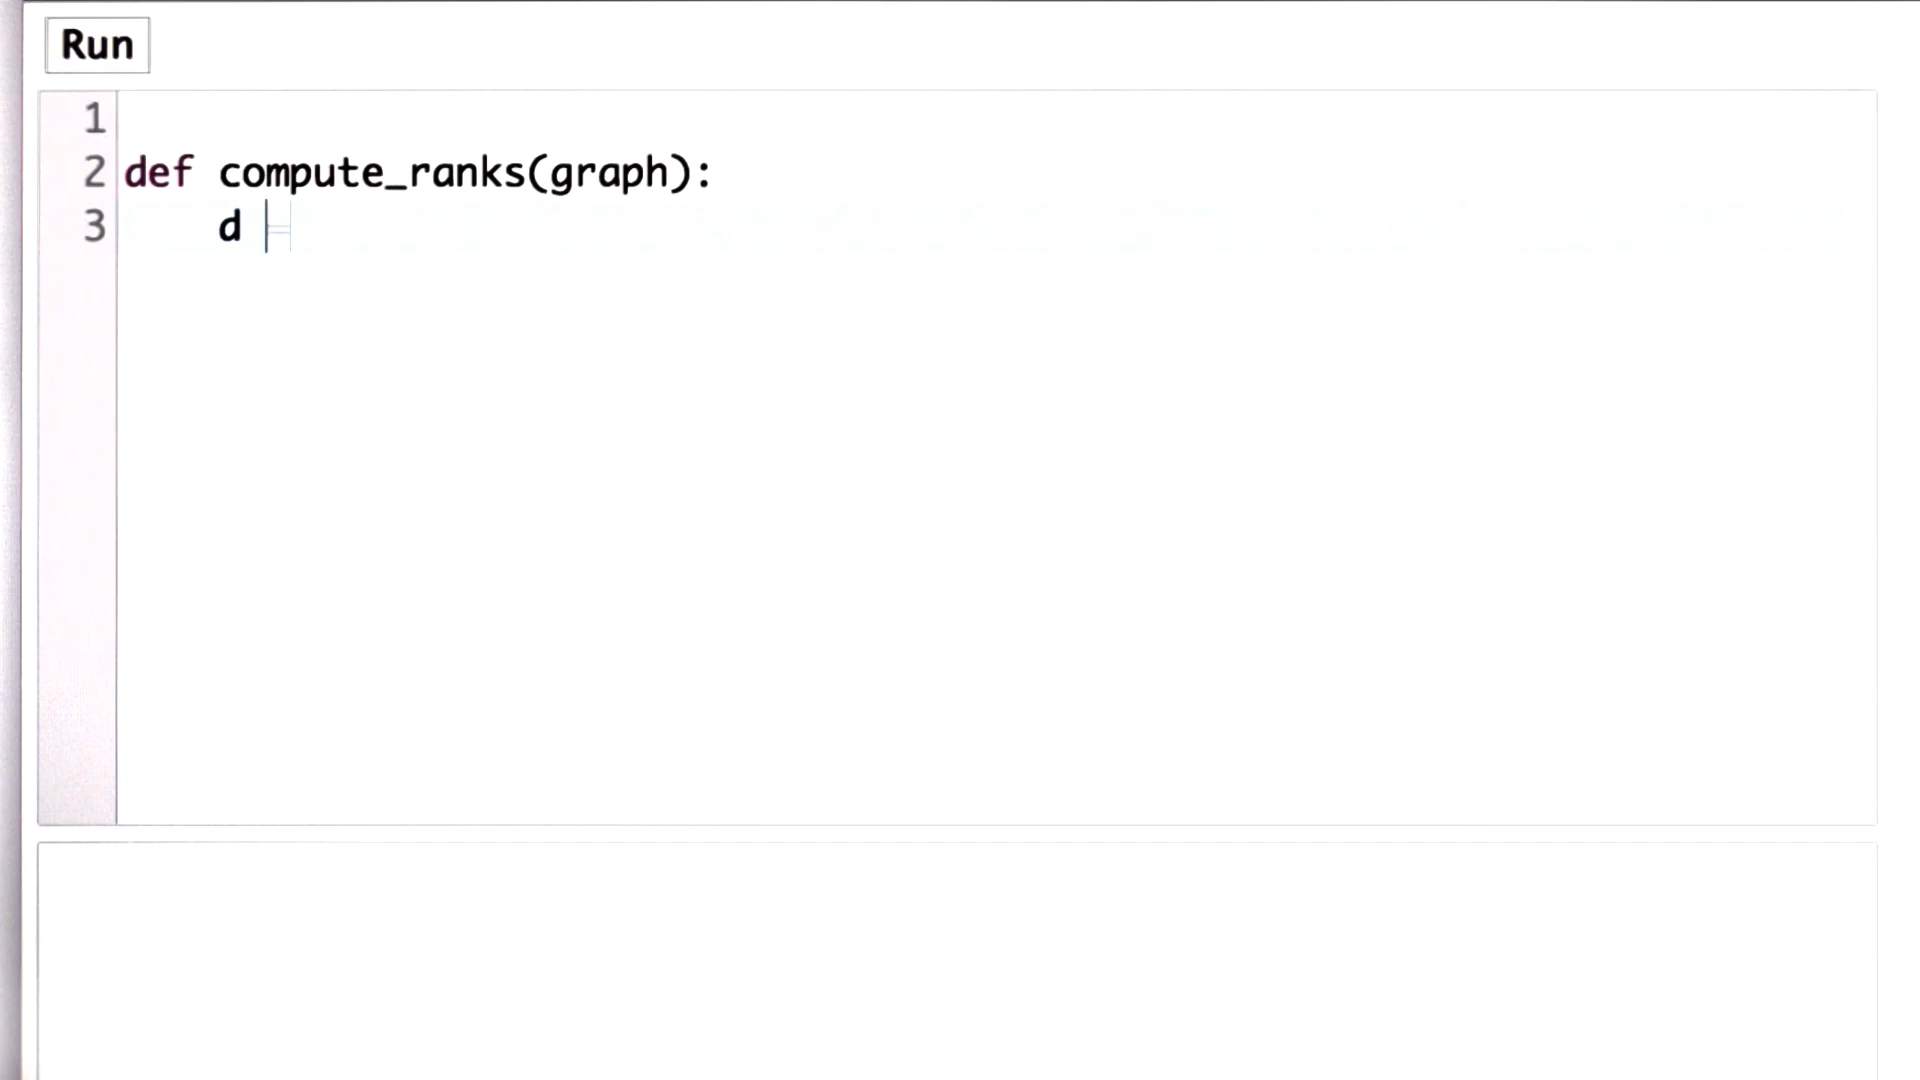 Run
1
2 def compute_ranks(graph):
3 d =